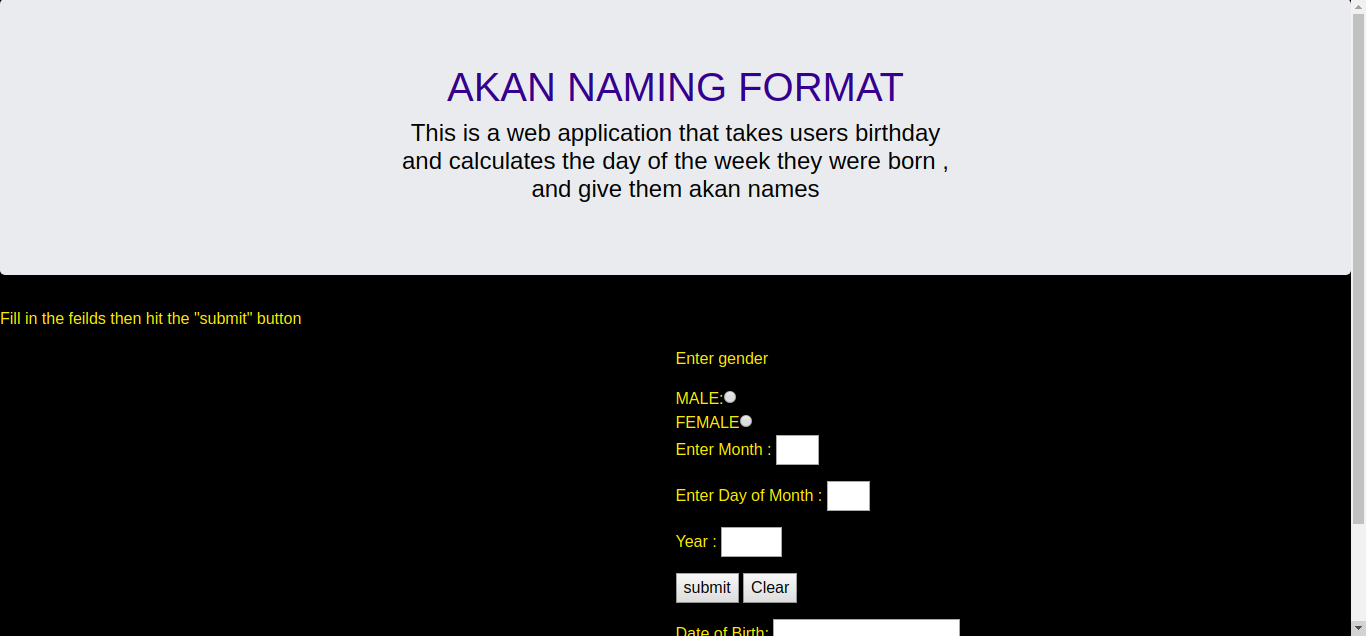 AKAN NAMING FORMAT
This is a web application that takes users birthday
and calculates the day of the week they were born ,
and give them akan names
Fill in the feilds then hit the "submit" button
Enter gender
MALE:
FEMALE
Enter Month :
Enter Day of Month :
Year :
submit Clear
Date of Birth: